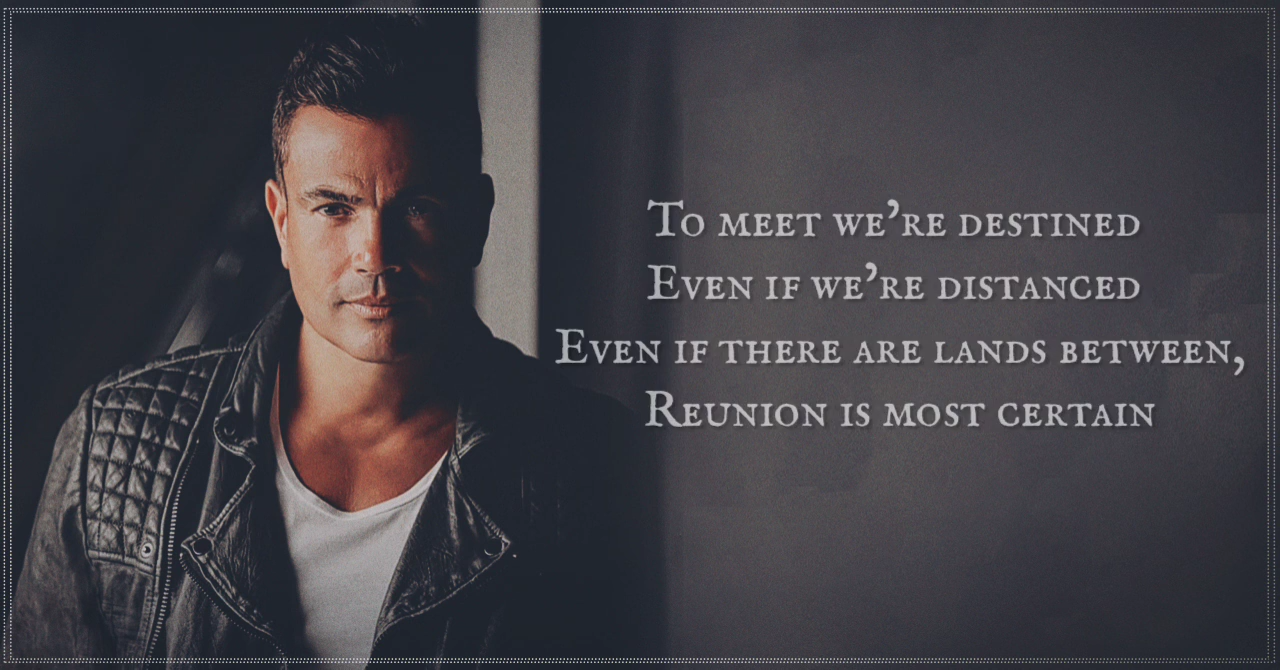 To meet we're destined
Even if we're distanced
Even if there are lands between,
Reunion is most certain